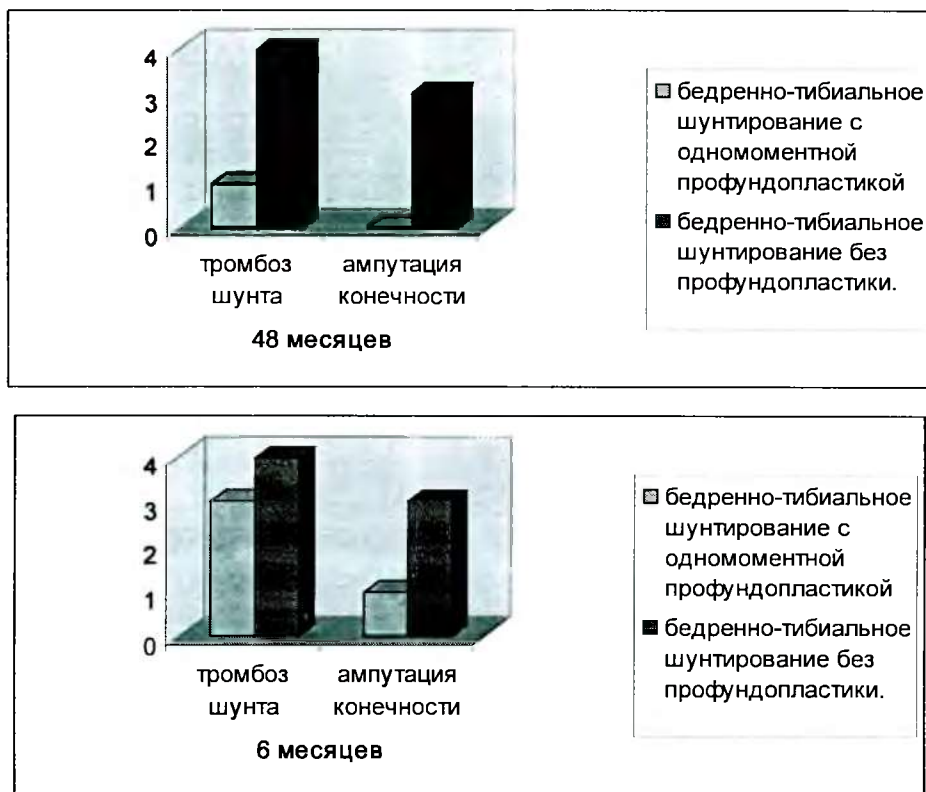 4
3
2
1
0
тромбоз шунта
ампутация конечности
48 месяцев
бедренно-тибиальное
шунтирование с
одномоментной
профундопластикой
бедренно-тибиальное
шунтирование без
профундопластики.
4
3
2
1
0
тромбоз шунта
ампутация конечности
6 месяцев
бедренно-тибиальное
шунтирование с
одномоментной
профундопластикой
бедренно-тибиальное
шунтирование без
профундопластики.